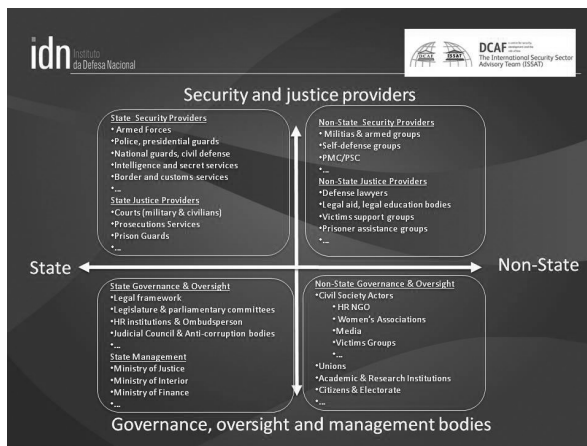 idn Instituto
da Defesa Nacional
DCAF
DCAF ISSAT
The International Security Sector
Advisory Team (ISSAT)
Security and justice providers
State Security Providers
•Armed Forces
•Police, presidential guards
•National guards, civil defense
•Intelligence and secret services
•Border and customs services
•...
State Justice Providers
•Courts (military & civilians)
•Prosecutions Services
•Prison Guards
•...
Non-State Security Providers
•Militias & armed groups
•Self-defense groups
•PMC/PSC
•...
Non-State Justice Providers
•Defense lawyers
•Legal aid, legal education bodies
•Victims support groups
•Prisoner assistance groups
•...
State
Non-State
State Governance & Oversight
•Legal framework
•Legislature & parliamentary committees
•HR institutions & Ombudsperson
•Judicial Council & Anti-corruption bodies
•...
State Management
•Ministry of Justice
•Ministry of Interior
•Ministry of Finance
•...
Non-State Governance & Oversight
•Civil Society Actors
•HR NGO
•Women's Associations
•Media
•Victims Groups
•...
•Unions
•Academic & Research Institutions
•Citizens & Electorate
•...
Governance, oversight and management bodies